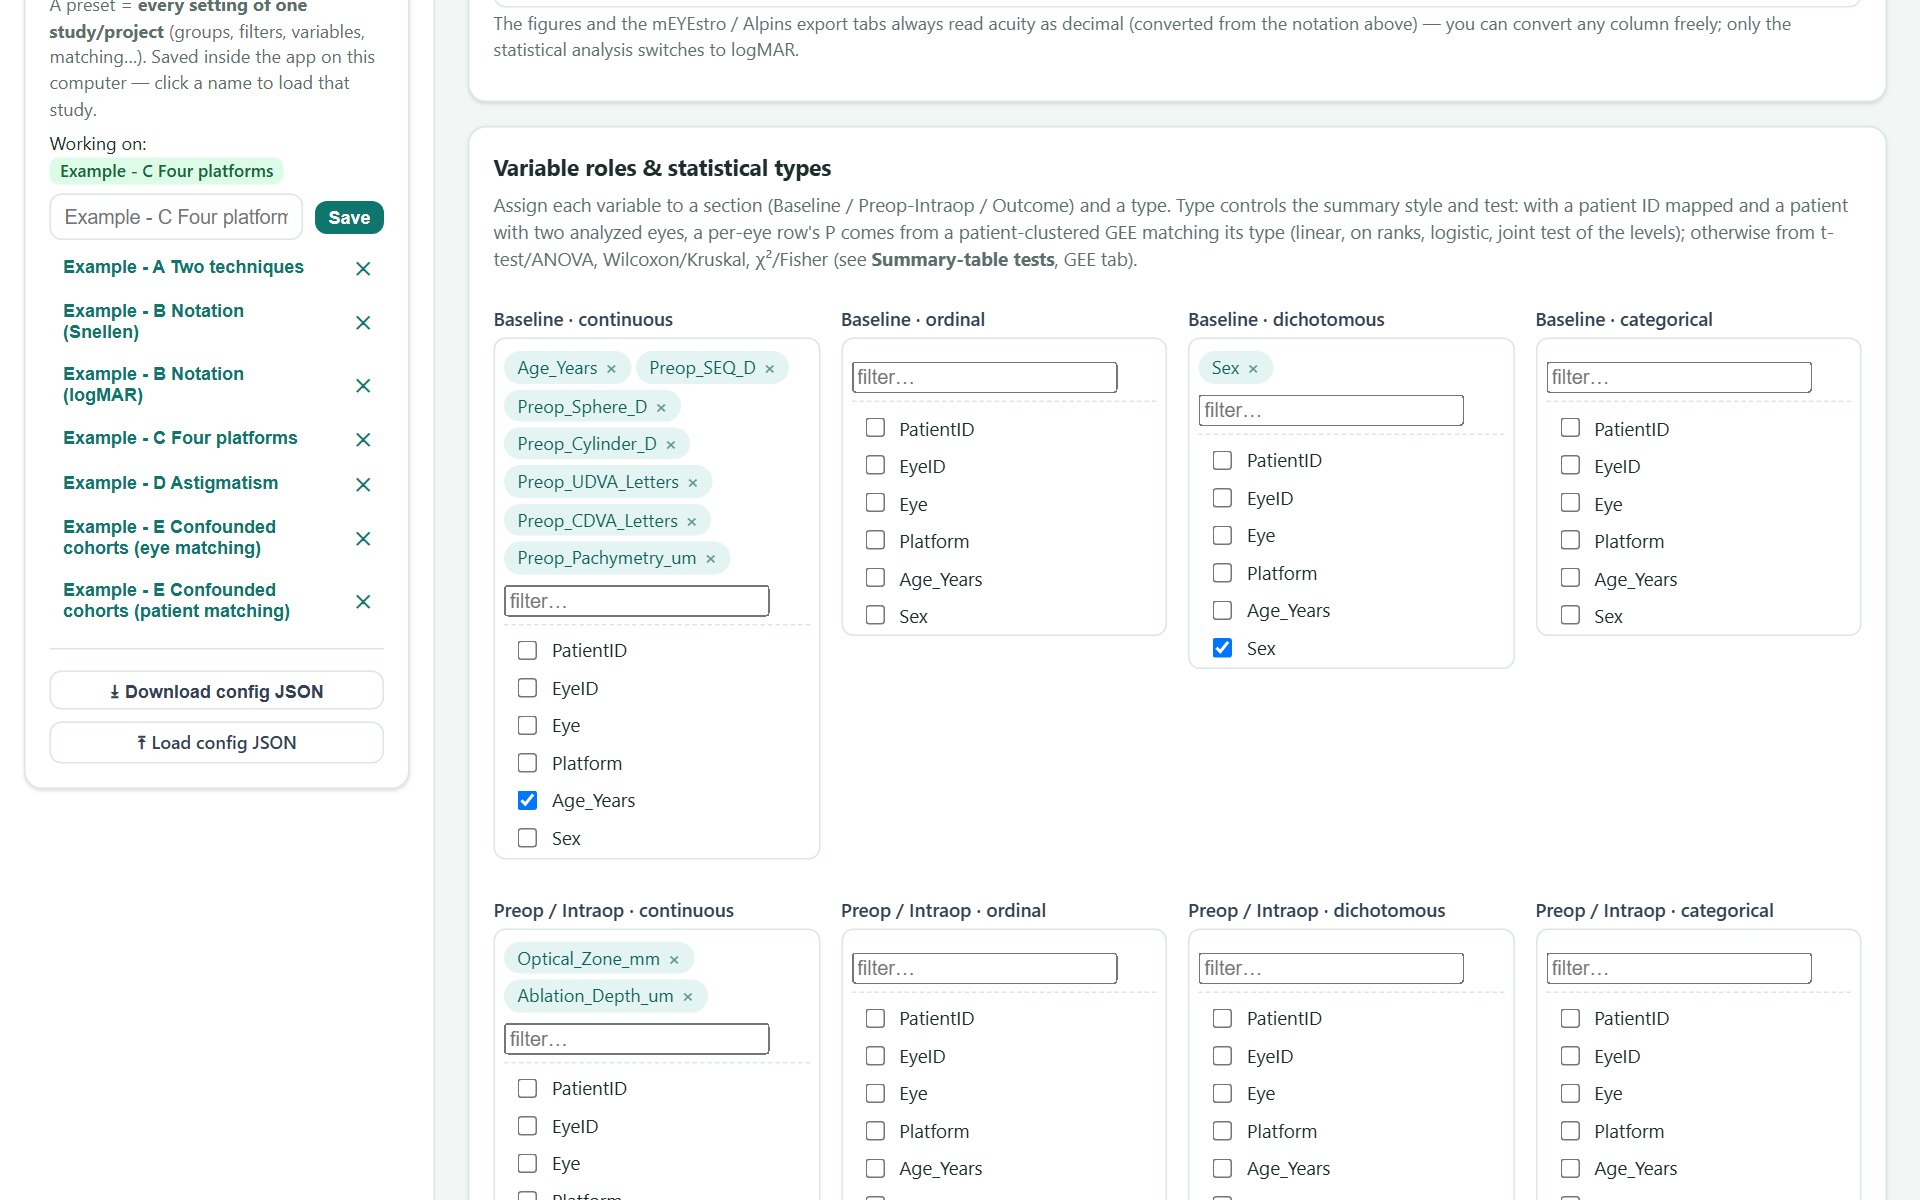 A preset = every setting of one
study/project (groups, filters, variables,
matching...). Saved inside the app on this
computer — click a name to load that
study.
Working on:
Example - C Four platforms
Example - C Four platform
Save
Example - A Two techniques ×
Example - B Notation
(Snellen) ×
Example - B Notation
(logMAR) ×
Example - C Four platforms ×
Example - D Astigmatism ×
Example - E Confounded
cohorts (eye matching) ×
Example - E Confounded
cohorts (patient matching) ×
⤓ Download config JSON
⤒ Load config JSON
The figures and the mEYEstro / Alpins export tabs always read acuity as decimal (converted from the notation above) — you can convert any column freely; only the
statistical analysis switches to logMAR.
Variable roles & statistical types
Assign each variable to a section (Baseline / Preop-Intraop / Outcome) and a type. Type controls the summary style and test: with a patient ID mapped and a patient
with two analyzed eyes, a per-eye row's P comes from a patient-clustered GEE matching its type (linear, on ranks, logistic, joint test of the levels); otherwise from t-
test/ANOVA, Wilcoxon/Kruskal, χ²/Fisher (see Summary-table tests, GEE tab).
Baseline · continuous
Age_Years × Preop_SEQ_D ×
Preop_Sphere_D ×
Preop_Cylinder_D ×
Preop_UDVA_Letters ×
Preop_CDVA_Letters ×
Preop_Pachymetry_um ×
filter...
PatientID
EyeID
Eye
Platform
Age_Years
Sex
Baseline · ordinal
filter...
PatientID
EyeID
Eye
Platform
Age_Years
Sex
Baseline · dichotomous
Sex ×
filter...
PatientID
EyeID
Eye
Platform
Age_Years
Sex
Baseline · categorical
filter...
PatientID
EyeID
Eye
Platform
Age_Years
Sex
Preop / Intraop · continuous
Optical_Zone_mm ×
Ablation_Depth_um ×
filter...
PatientID
EyeID
Eye
Platform
Preop / Intraop · ordinal
filter...
PatientID
EyeID
Eye
Platform
Age_Years
Preop / Intraop · dichotomous
filter...
PatientID
EyeID
Eye
Platform
Age_Years
Preop / Intraop · categorical
filter...
PatientID
EyeID
Eye
Platform
Age_Years